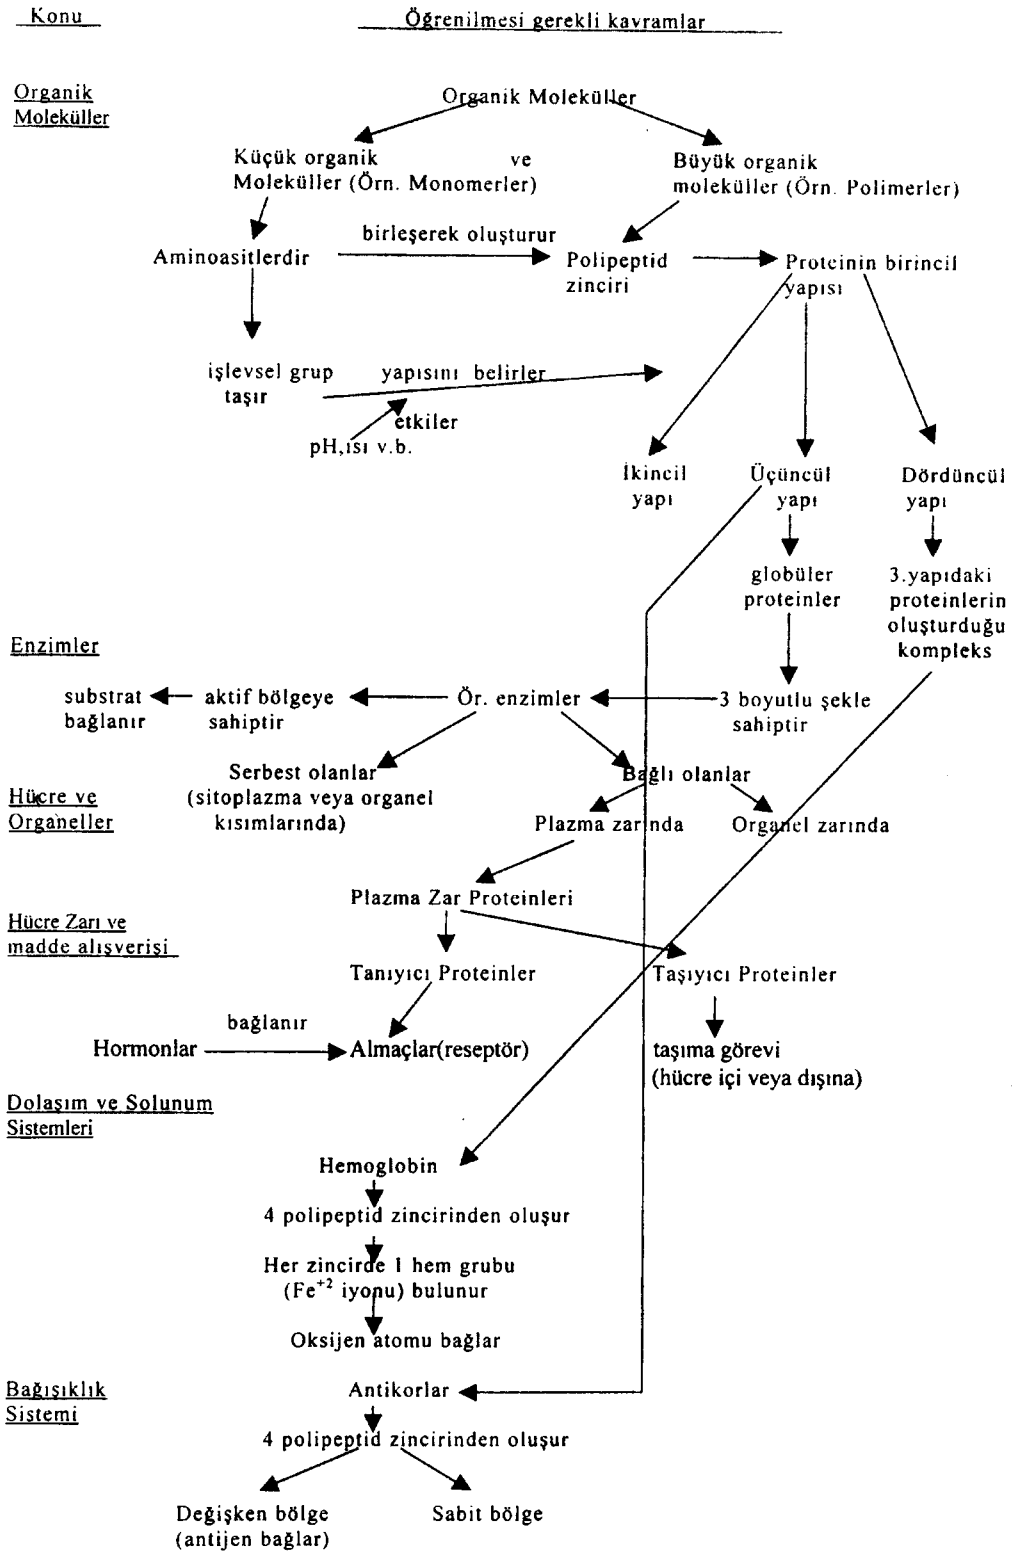 Konu
Öğrenilmesi gerekli kavramlar
Organik
Moleküller
Organik Moleküller
Küçük organik ve
Moleküller (Örn. Monomerler)
Büyük organik
moleküller (Örn. Polimerler)
Aminoasitlerdir
birleşerek oluşturur
Polipeptid
zinciri
Proteinin birincil
yapısı
işlevsel grup
taşır
yapısını belirler
etkiler
pH,ısı v.b.
İkincil
yapı
Üçüncül
yapı
Dördüncül
yapı
globüler
proteinler
3.yapıdaki
proteinlerin
oluşturduğu
kompleks
Enzimler
substrat
bağlanır
aktif bölgeye
sahiptir
Ör. enzimler
3 boyutlu şekle
sahiptir
Serbest olanlar
(sitoplazma veya organel
kısımlarında)
Bağlı olanlar
Hücre ve
Organeller
Plazma zarında
Organel zarında
Plazma Zar Proteinleri
Hücre Zarı ve
madde alışverişi
Tanıyıcı Proteinler
Taşıyıcı Proteinler
bağlanır
Hormonlar
Almaçlar(reseptör)
taşıma görevi
(hücre içi veya dışına)
Dolaşım ve Solunum
Sistemleri
Hemoglobin
4 polipeptid zincirinden oluşur
Her zincirde 1 hem grubu
(Fe⁺² iyonu) bulunur
Oksijen atomu bağlar
Bağışıklık
Sistemi
Antikorlar
4 polipeptid zincirinden oluşur
Değişken bölge
(antijen bağlar)
Sabit bölge